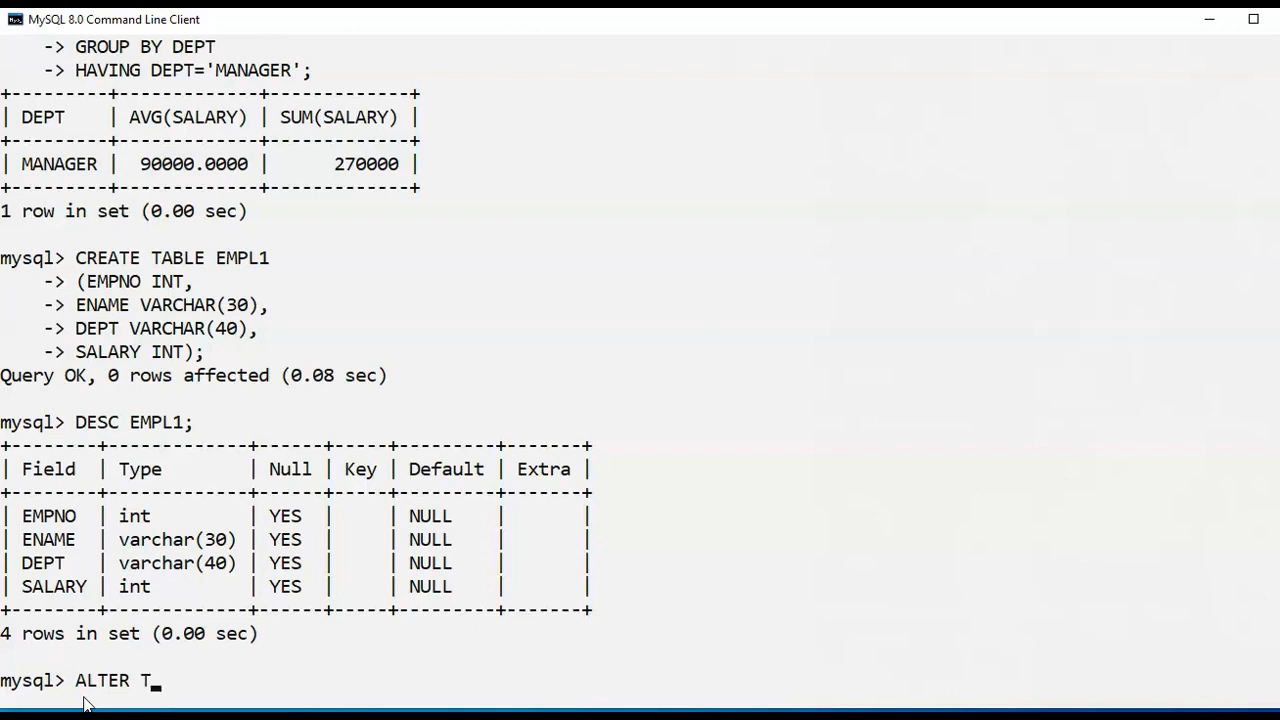 MySQL 8.0 Command Line Client
-> GROUP BY DEPT
-> HAVING DEPT='MANAGER';
+---------+-------------+-------------+
| DEPT    | AVG(SALARY) | SUM(SALARY) |
+---------+-------------+-------------+
| MANAGER |  90000.0000 |      270000 |
+---------+-------------+-------------+
1 row in set (0.00 sec)
mysql> CREATE TABLE EMPL1
-> (EMPNO INT,
-> ENAME VARCHAR(30),
-> DEPT VARCHAR(40),
-> SALARY INT);
Query OK, 0 rows affected (0.08 sec)
mysql> DESC EMPL1;
+--------+-------------+------+-----+---------+-------+
| Field  | Type        | Null | Key | Default | Extra |
+--------+-------------+------+-----+---------+-------+
| EMPNO  | int         | YES  |     | NULL    |       |
| ENAME  | varchar(30) | YES  |     | NULL    |       |
| DEPT   | varchar(40) | YES  |     | NULL    |       |
| SALARY | int         | YES  |     | NULL    |       |
+--------+-------------+------+-----+---------+-------+
4 rows in set (0.00 sec)
mysql> ALTER T_